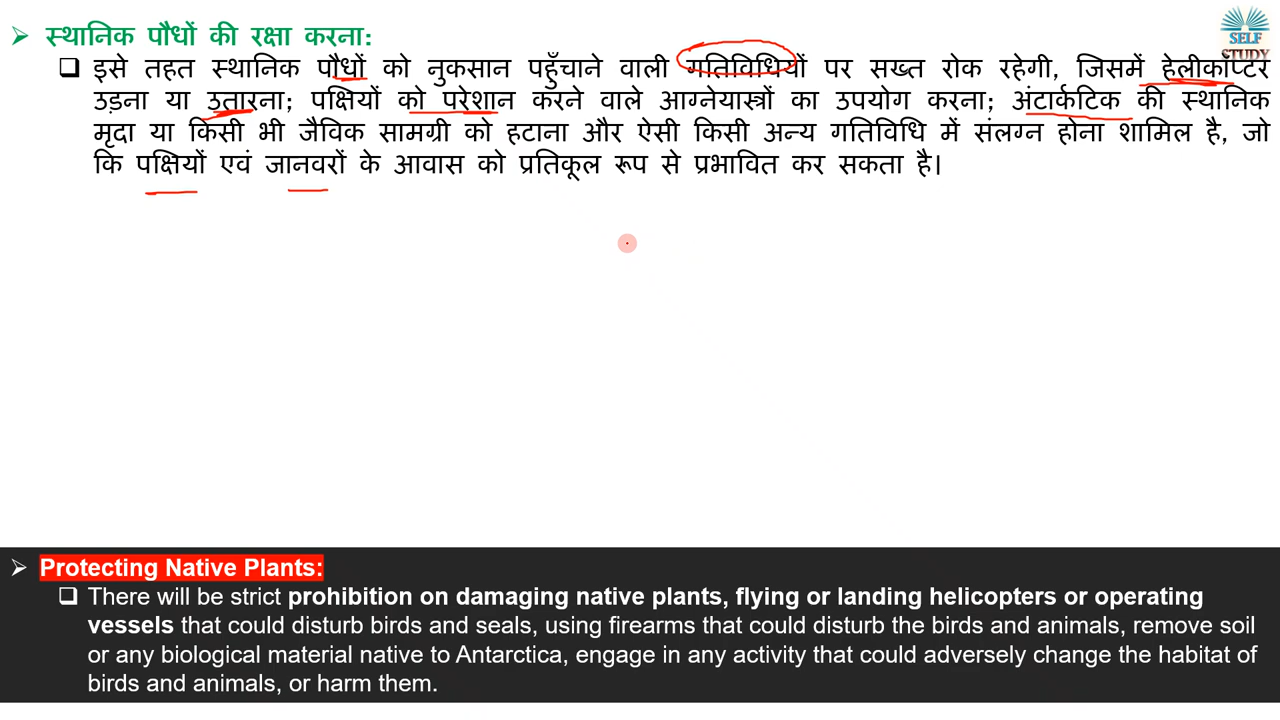 स्थानिक पौधों की रक्षा करना:
SELF
STUDY
इसे तहत स्थानिक पौधों को नुकसान पहुँचाने वाली गतिविधियों पर सख्त रोक रहेगी, जिसमें हेलीकॉप्टर
उड़ना या उतारना; पक्षियों को परेशान करने वाले आग्नेयास्त्रों का उपयोग करना; अंटार्कटिक की स्थानिक
मृदा या किसी भी जैविक सामग्री को हटाना और ऐसी किसी अन्य गतिविधि में संलग्न होना शामिल है, जो
कि पक्षियों एवं जानवरों के आवास को प्रतिकूल रूप से प्रभावित कर सकता है।
Protecting Native Plants:
There will be strict prohibition on damaging native plants, flying or landing helicopters or operating
vessels that could disturb birds and seals, using firearms that could disturb the birds and animals, remove soil
or any biological material native to Antarctica, engage in any activity that could adversely change the habitat of
birds and animals, or harm them.